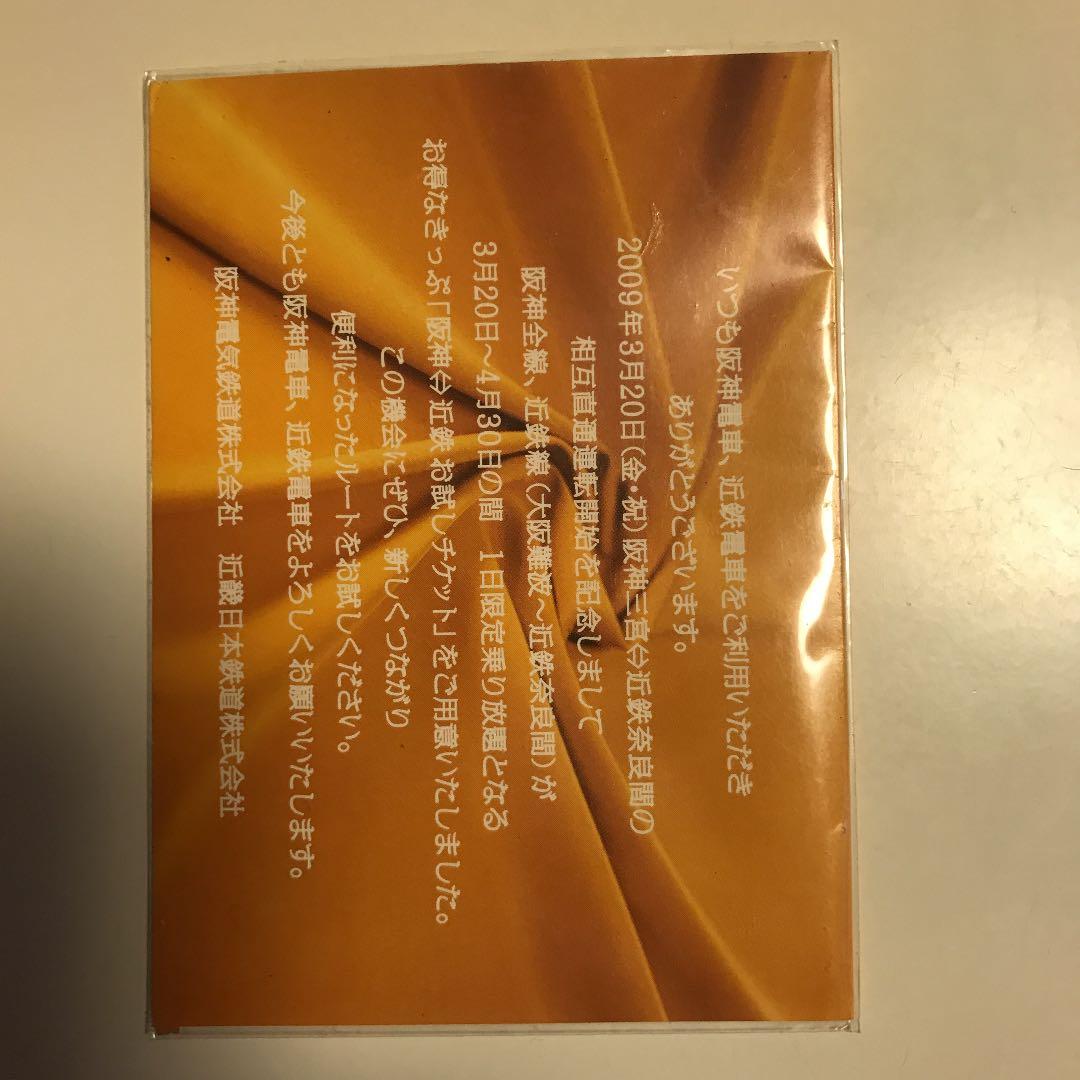 いつも阪神電車、近鉄電車をご利用いただき
ありがとうございます。
2009年3月20日(金・祝)阪神三宮⇔近鉄奈良間の
相互直通運転開始を記念しまして
阪神全線、近鉄線(大阪難波～近鉄奈良間)が
3月20日～4月30日の間　1日限定乗り放題となる
お得なきっぷ「阪神⇔近鉄 お試しチケット」をご用意いたしました。
この機会にぜひ、新しくつながり
便利になったルートをお試しください。
今後とも阪神電車、近鉄電車をよろしくお願いいたします。
阪神電気鉄道株式会社　近畿日本鉄道株式会社